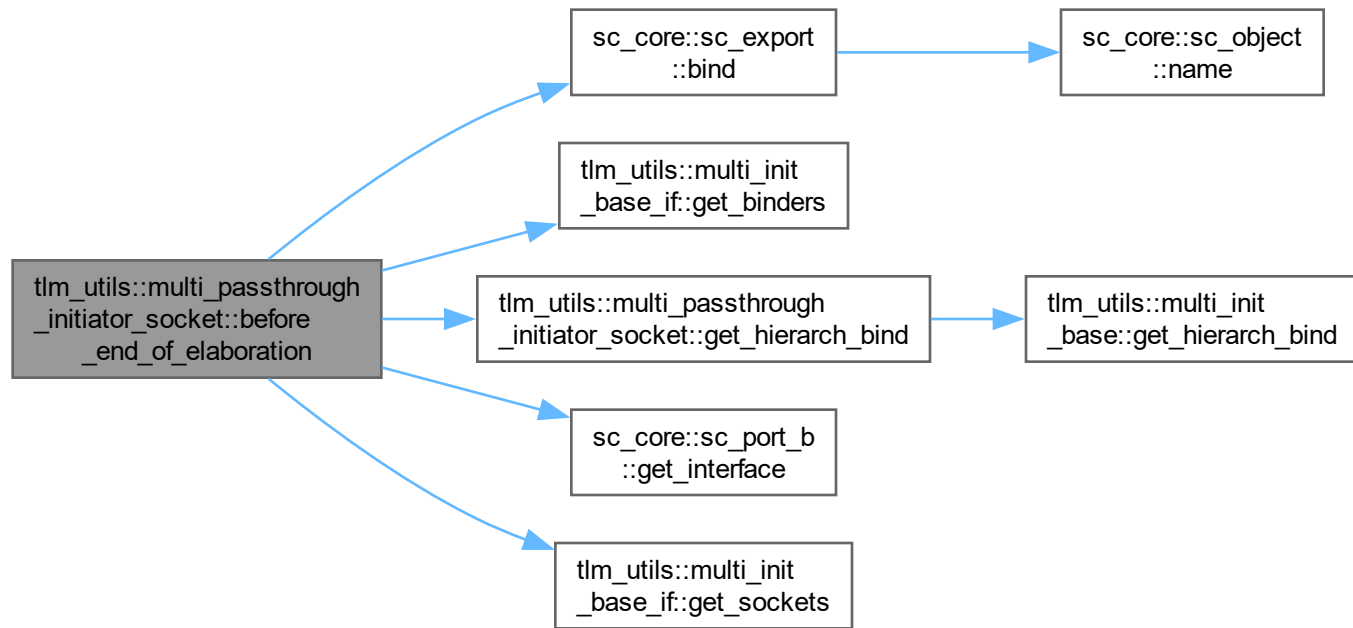 sc_core::sc_export
::bind
sc_core::sc_object
::name
tlm_utils::multi_init
_base_if::get_binders
tlm_utils::multi_passthrough
_initiator_socket::before
_end_of_elaboration
tlm_utils::multi_passthrough
_initiator_socket::get_hierarch_bind
tlm_utils::multi_init
_base::get_hierarch_bind
sc_core::sc_port_b
::get_interface
tlm_utils::multi_init
_base_if::get_sockets